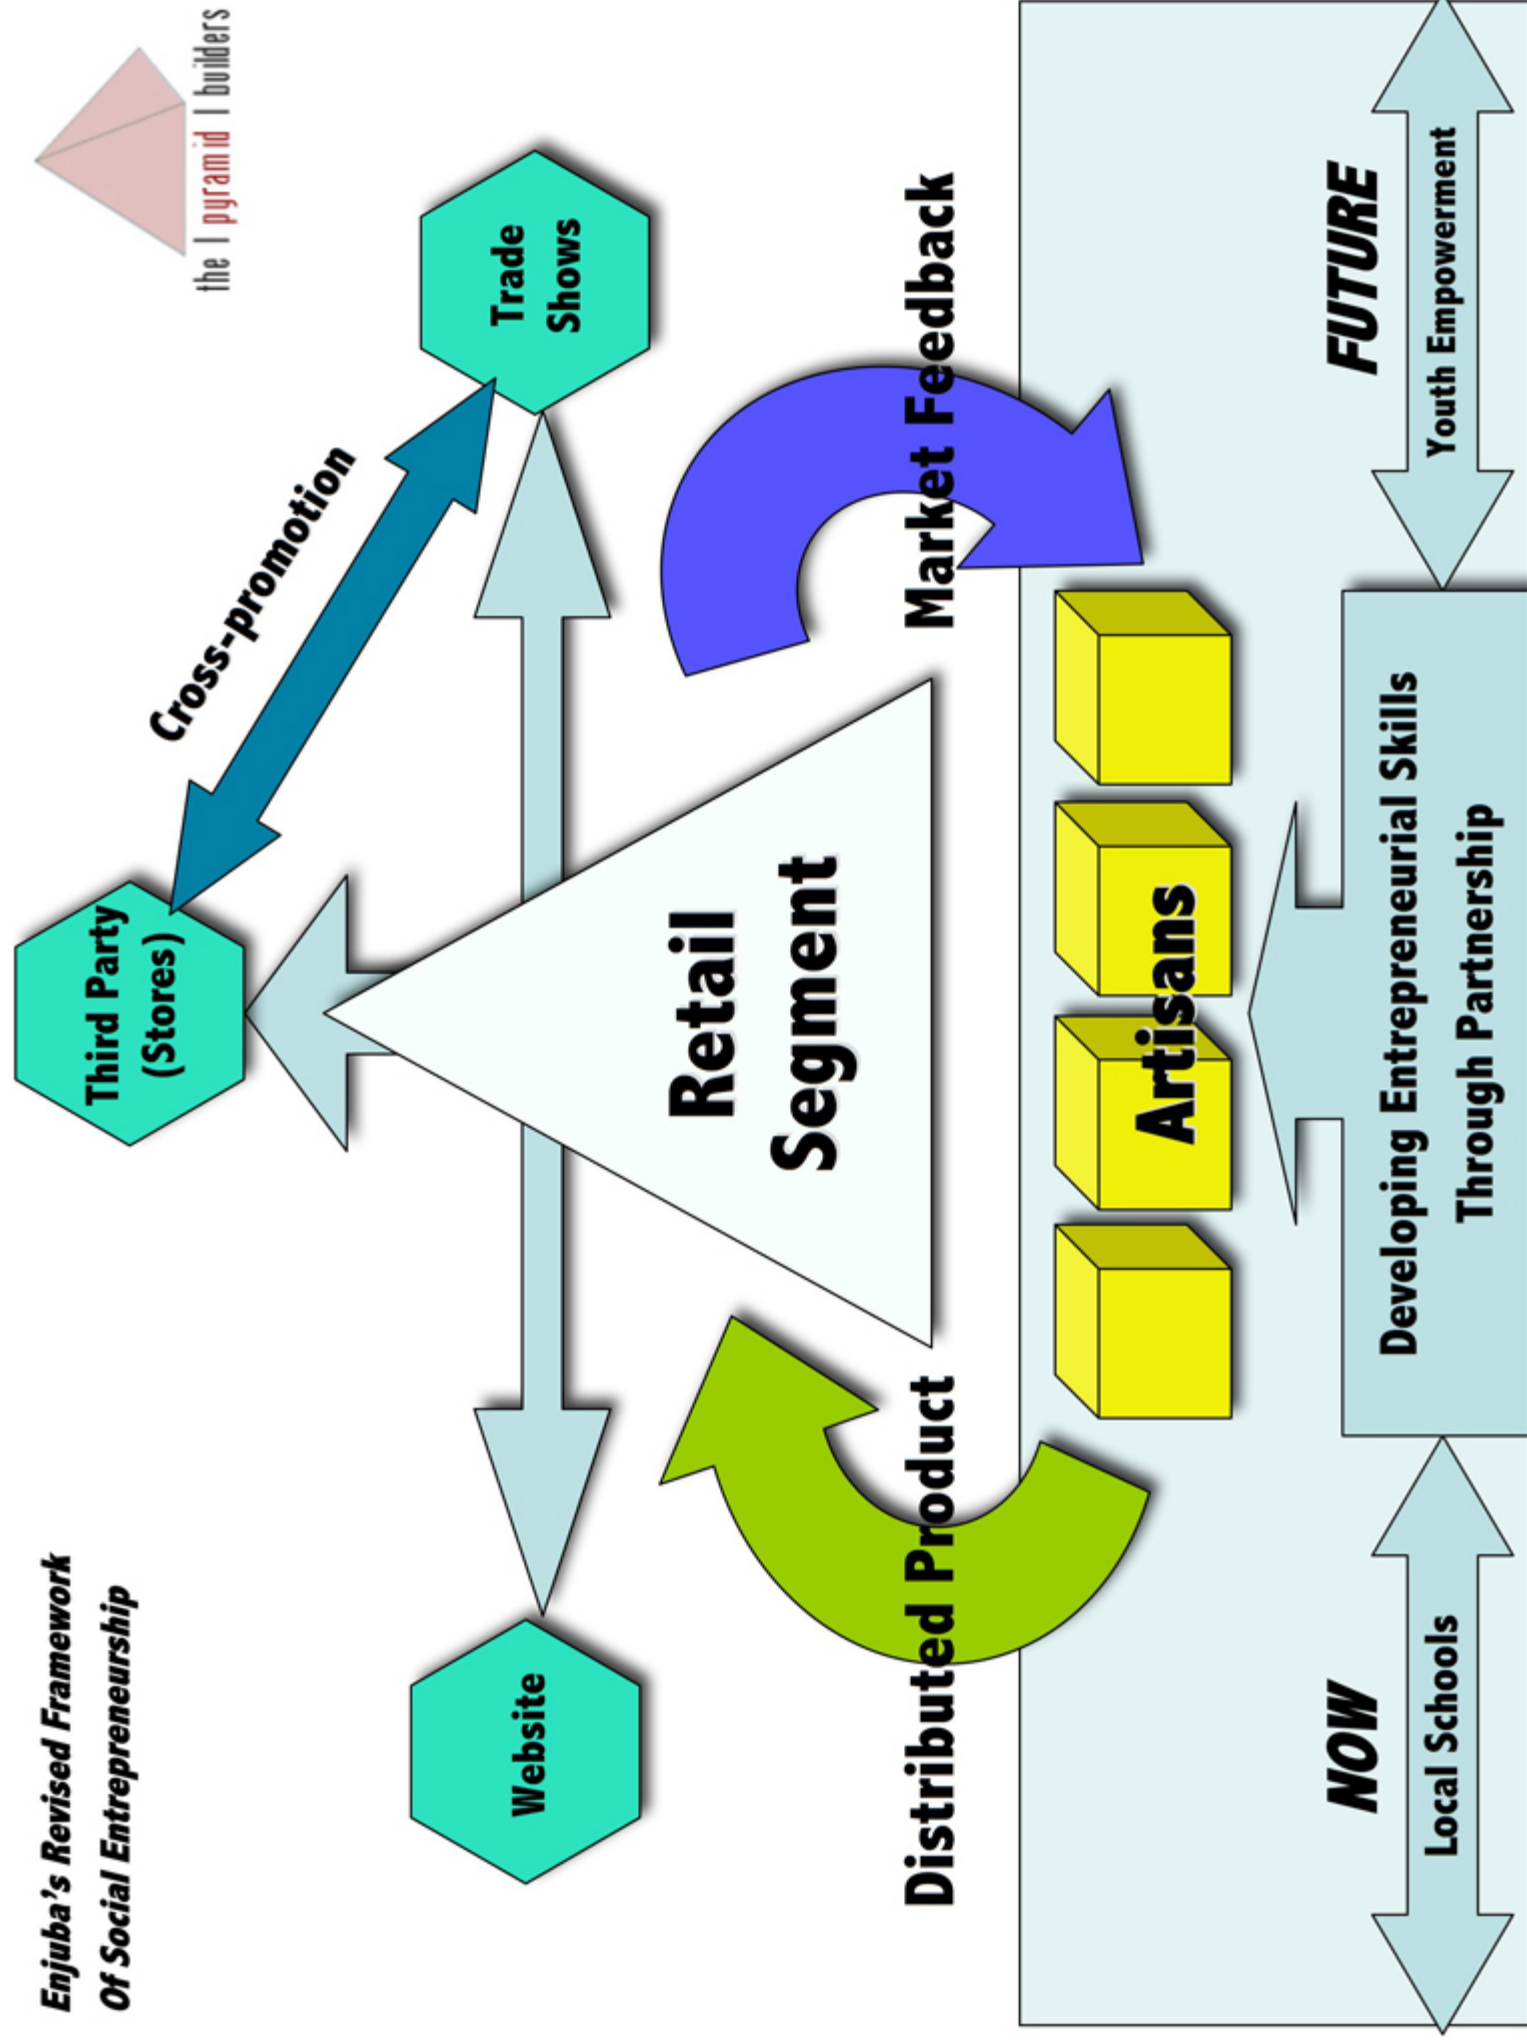 Enjuba's Revised Framework
Of Social Entrepreneurship
the | pyramid | builders
Third Party
(Stores)
Cross-promotion
Website
Trade
Shows
Retail
Segment
Distributed Product
Market Feedback
Artisans
NOW
FUTURE
Local Schools
Developing Entrepreneurial Skills
Through Partnership
Youth Empowerment